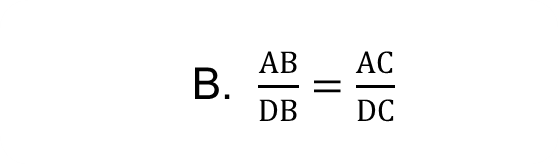 B. AB/DB = AC/DC